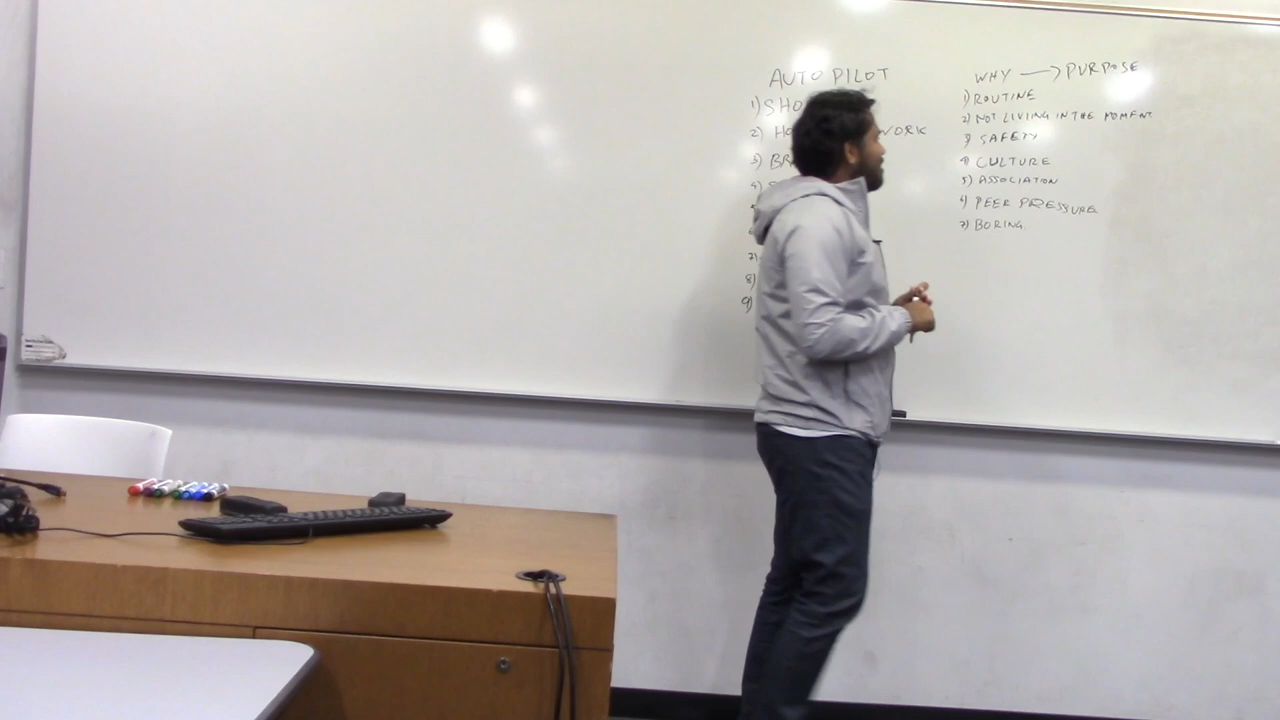 AUTO PILOT
1) SHO
2) HO WORK
3) BR
4)
7)
8)
9)
WHY → PURPOSE
1) ROUTINE
2) NOT LIVING IN THE MOMENT
3) SAFETY
4) CULTURE
5) ASSOCIATION
6) PEER PRESSURE
7) BORING.